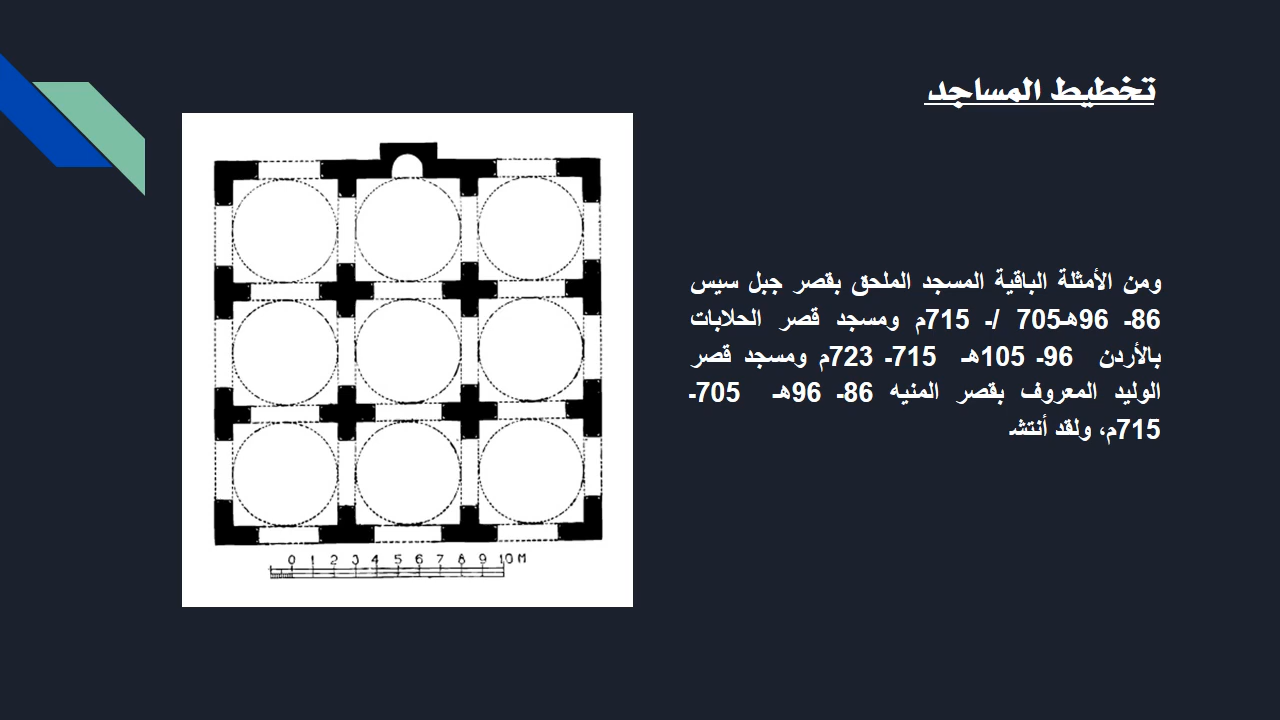 تخطيط المساجد
ومن الأمثلة الباقية المسجد الملحق بقصر جبل سيس
86- 96هـ705 /- 715م ومسجد قصر الحلابات
بالأردن 96- 105هـ 715- 723م ومسجد قصر
الوليد المعروف بقصر المنيه 86- 96هـ 705-
715م، ولقد أنتشـ
0 1 2 3 4 5 6 7 8 9 10 M